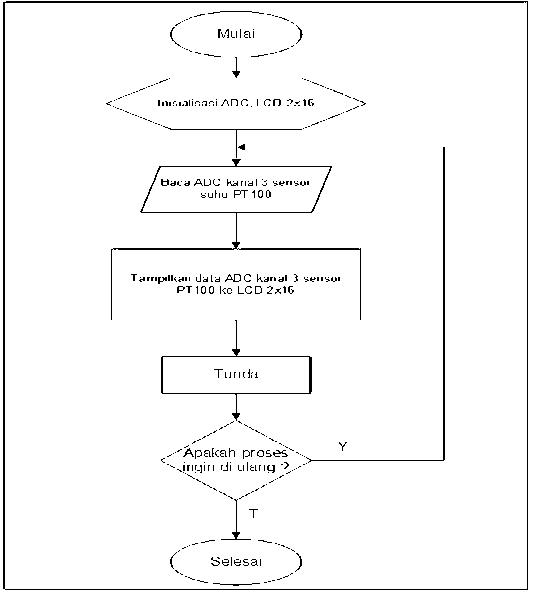 Mulai
Inisialisasi ADC, LCD 2x16
Baca ADC kanal 3 sensor
suhu PT100
Tampilkan data ADC kanal 3 sensor
PT100 ke LCD 2x16
Tunda
Apakah proses
ingin di ulang ?
Y
T
Selesai